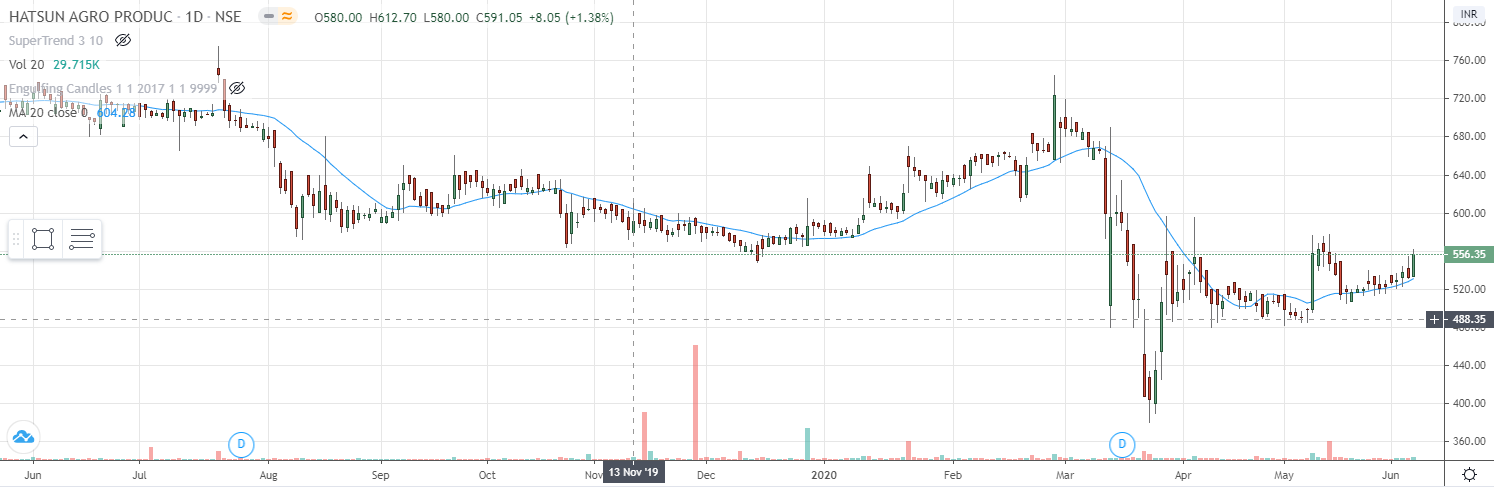 HATSUN AGRO PRODUC · 1D · NSE O580.00 H612.70 L580.00 C591.05 +8.05 (+1.38%)
INR
SuperTrend 3 10
800.00
Vol 20 29.715K
760.00
Engulfing Candles 1 1 2017 1 1 9999
720.00
MA 20 close 0 604.28
680.00
640.00
600.00
556.35
520.00
488.35
480.00
440.00
400.00
D D
360.00
Jun Jul Aug Sep Oct Nov 13 Nov '19 Dec 2020 Feb Mar Apr May Jun